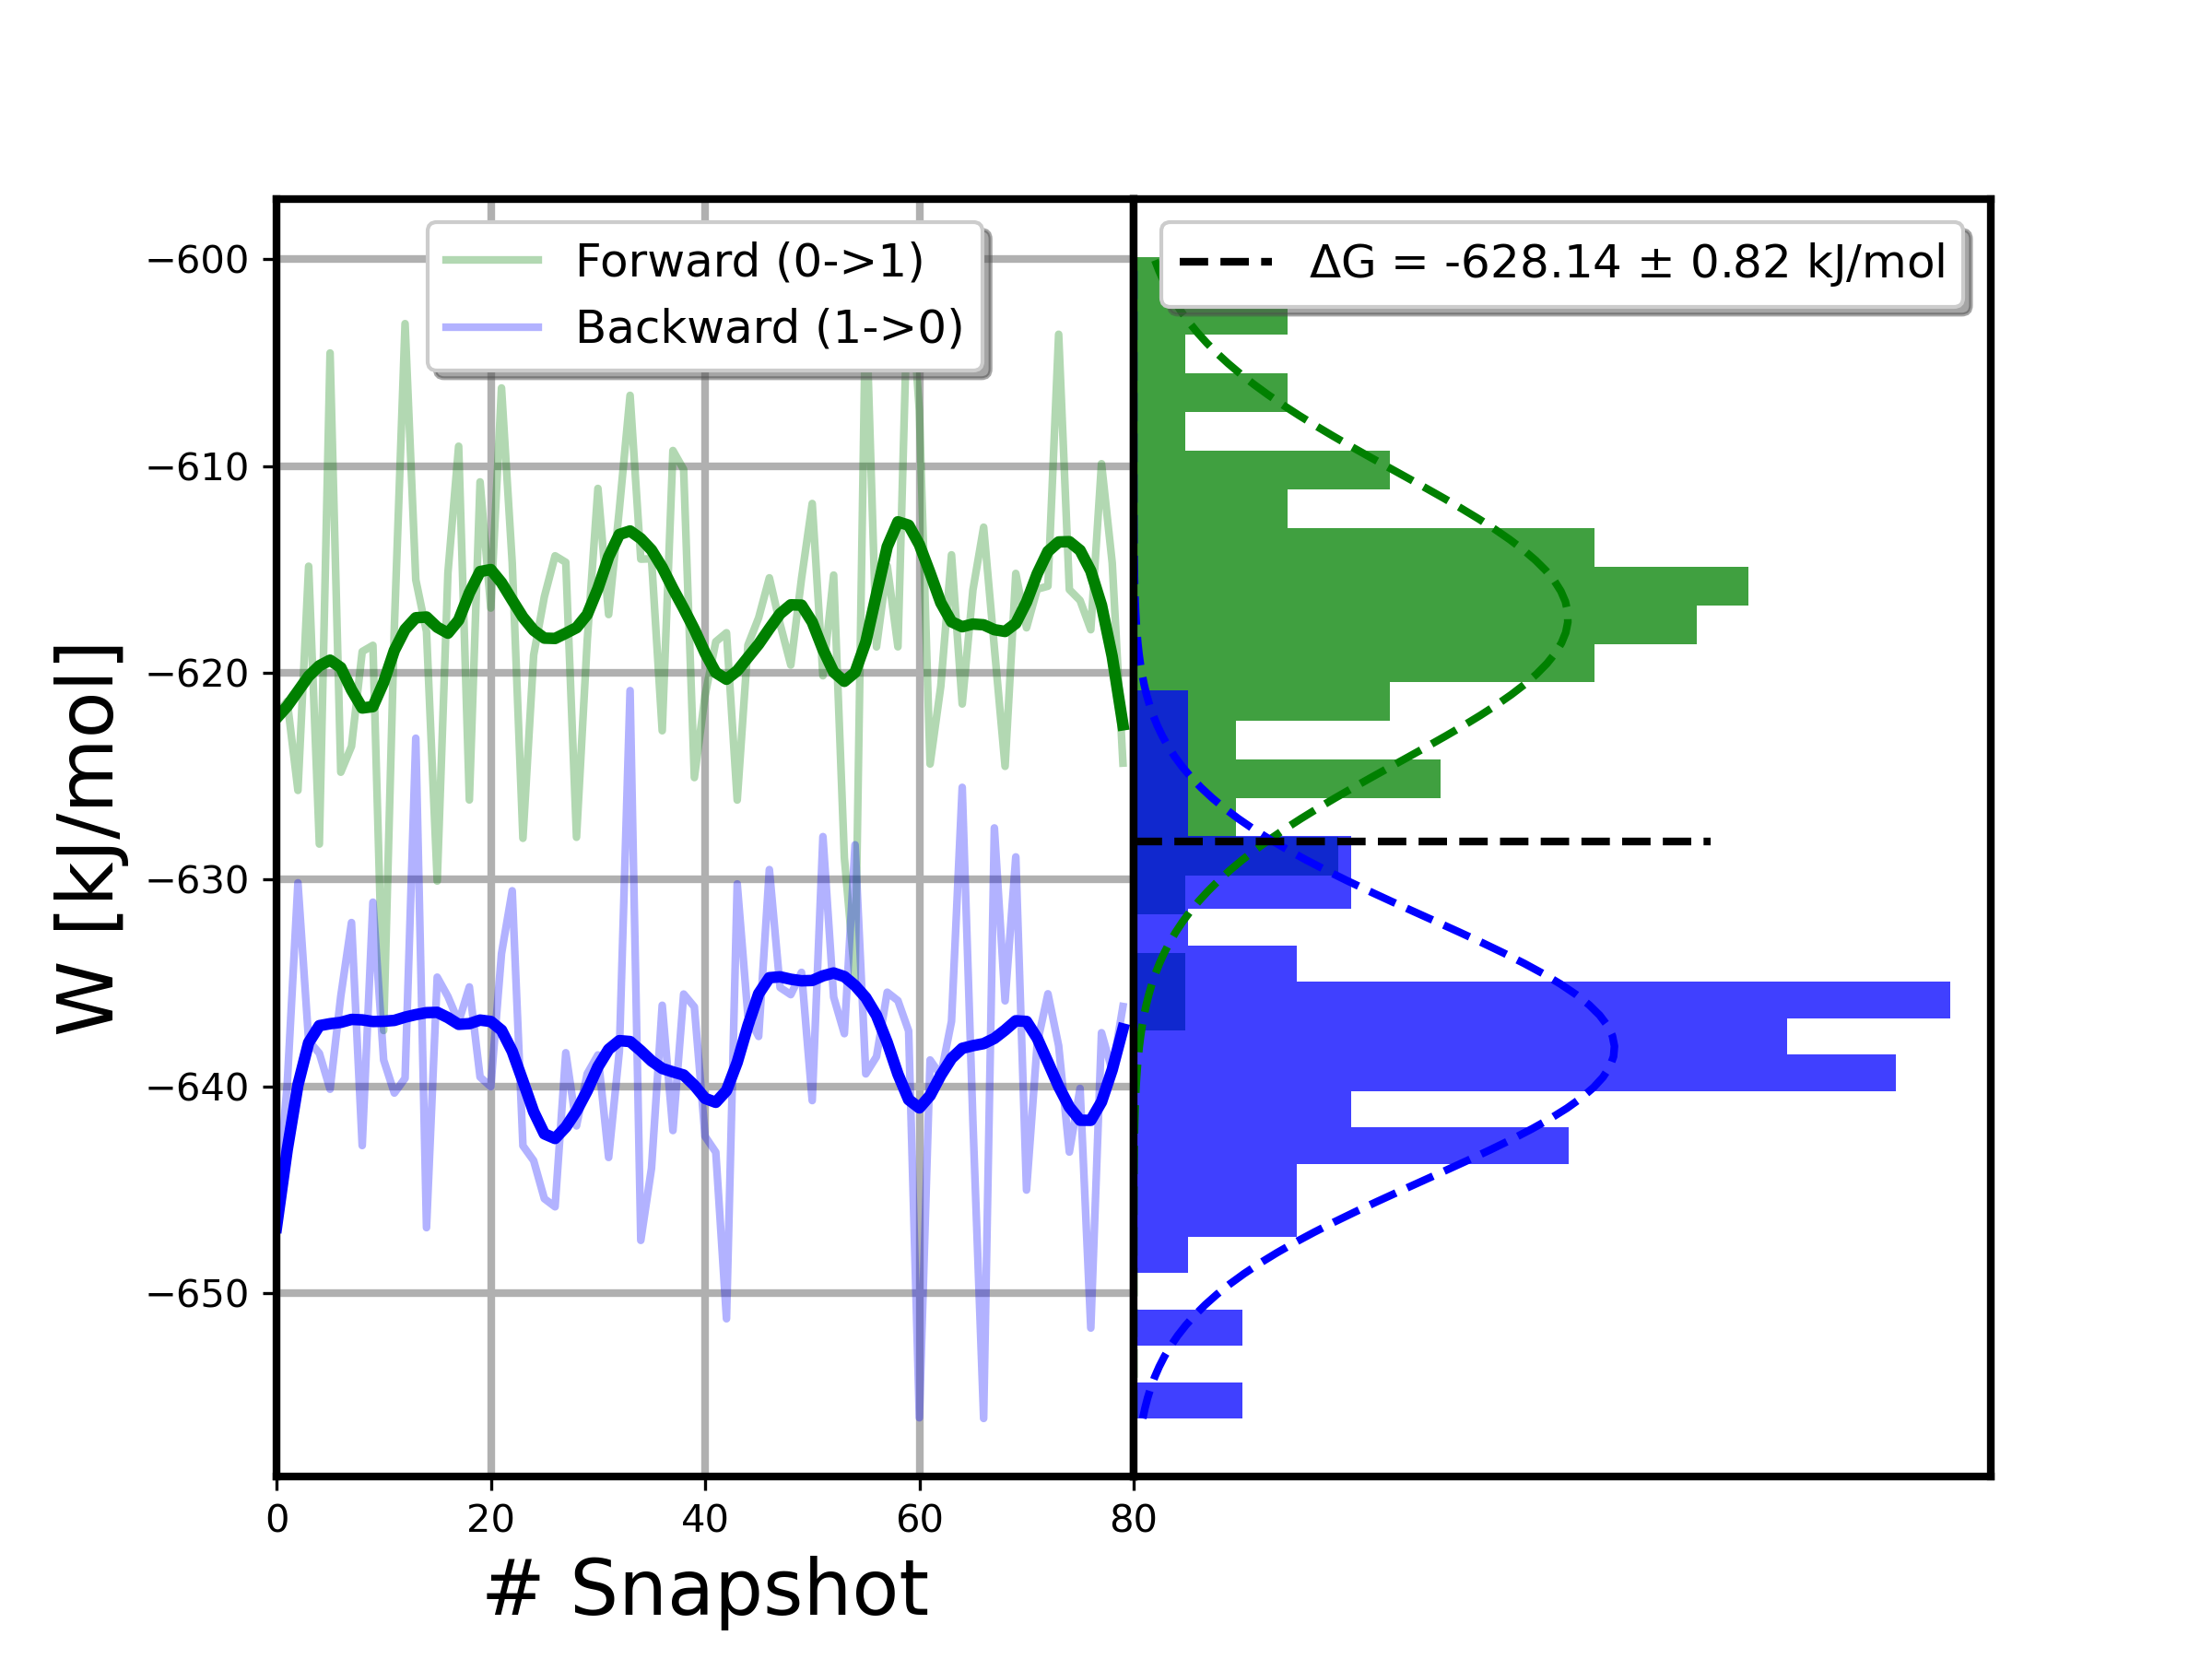 Forward (0->1)
Backward (1->0)
ΔG = -628.14 ± 0.82 kJ/mol
W [kJ/mol]
−600
−610
−620
−630
−640
−650
0 20 40 60 80
# Snapshot